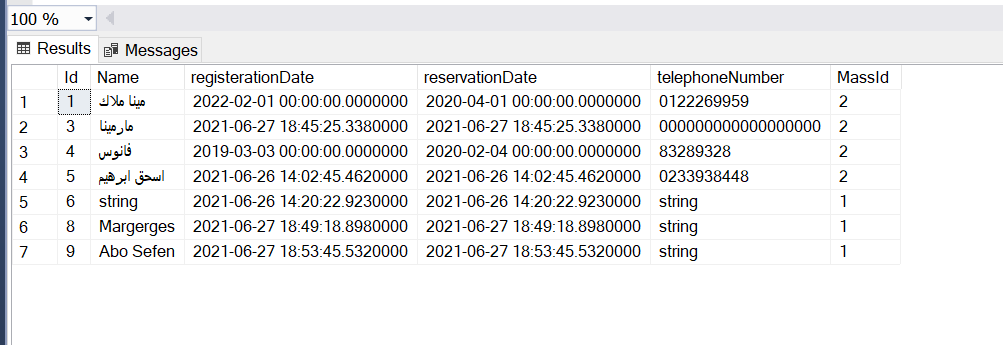 100 %
Results Messages
Id Name registerationDate reservationDate telephoneNumber MassId
1 1 مينا ملاك 2022-02-01 00:00:00.0000000 2020-04-01 00:00:00.0000000 0122269959 2
2 3 مارمينا 2021-06-27 18:45:25.3380000 2021-06-27 18:45:25.3380000 000000000000000000 2
3 4 فانوس 2019-03-03 00:00:00.0000000 2020-02-04 00:00:00.0000000 83289328 2
4 5 اسحق ابرهيم 2021-06-26 14:02:45.4620000 2021-06-26 14:02:45.4620000 0233938448 2
5 6 string 2021-06-26 14:20:22.9230000 2021-06-26 14:20:22.9230000 string 1
6 8 Margerges 2021-06-27 18:49:18.8980000 2021-06-27 18:49:18.8980000 string 1
7 9 Abo Sefen 2021-06-27 18:53:45.5320000 2021-06-27 18:53:45.5320000 string 1